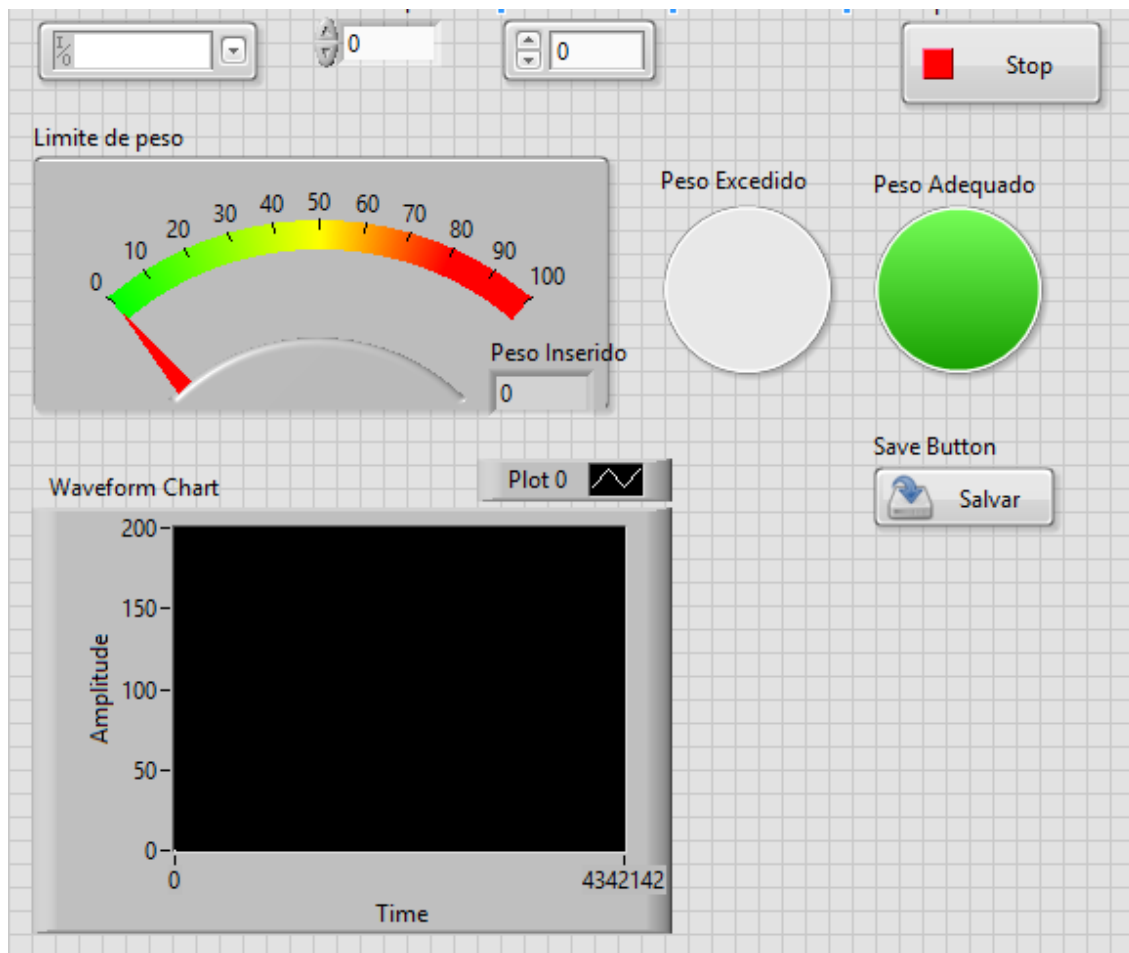 I/O
0
0
Stop
Limite de peso
0 10 20 30 40 50 60 70 80 90 100
Peso Inserido
0
Peso Excedido
Peso Adequado
Save Button
Salvar
Waveform Chart
Plot 0
200
150
100
50
0
Amplitude
0
4342142
Time